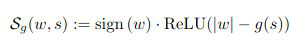 𝒮_g(w, s) := sign (w) · ReLU(|w| − g(s))